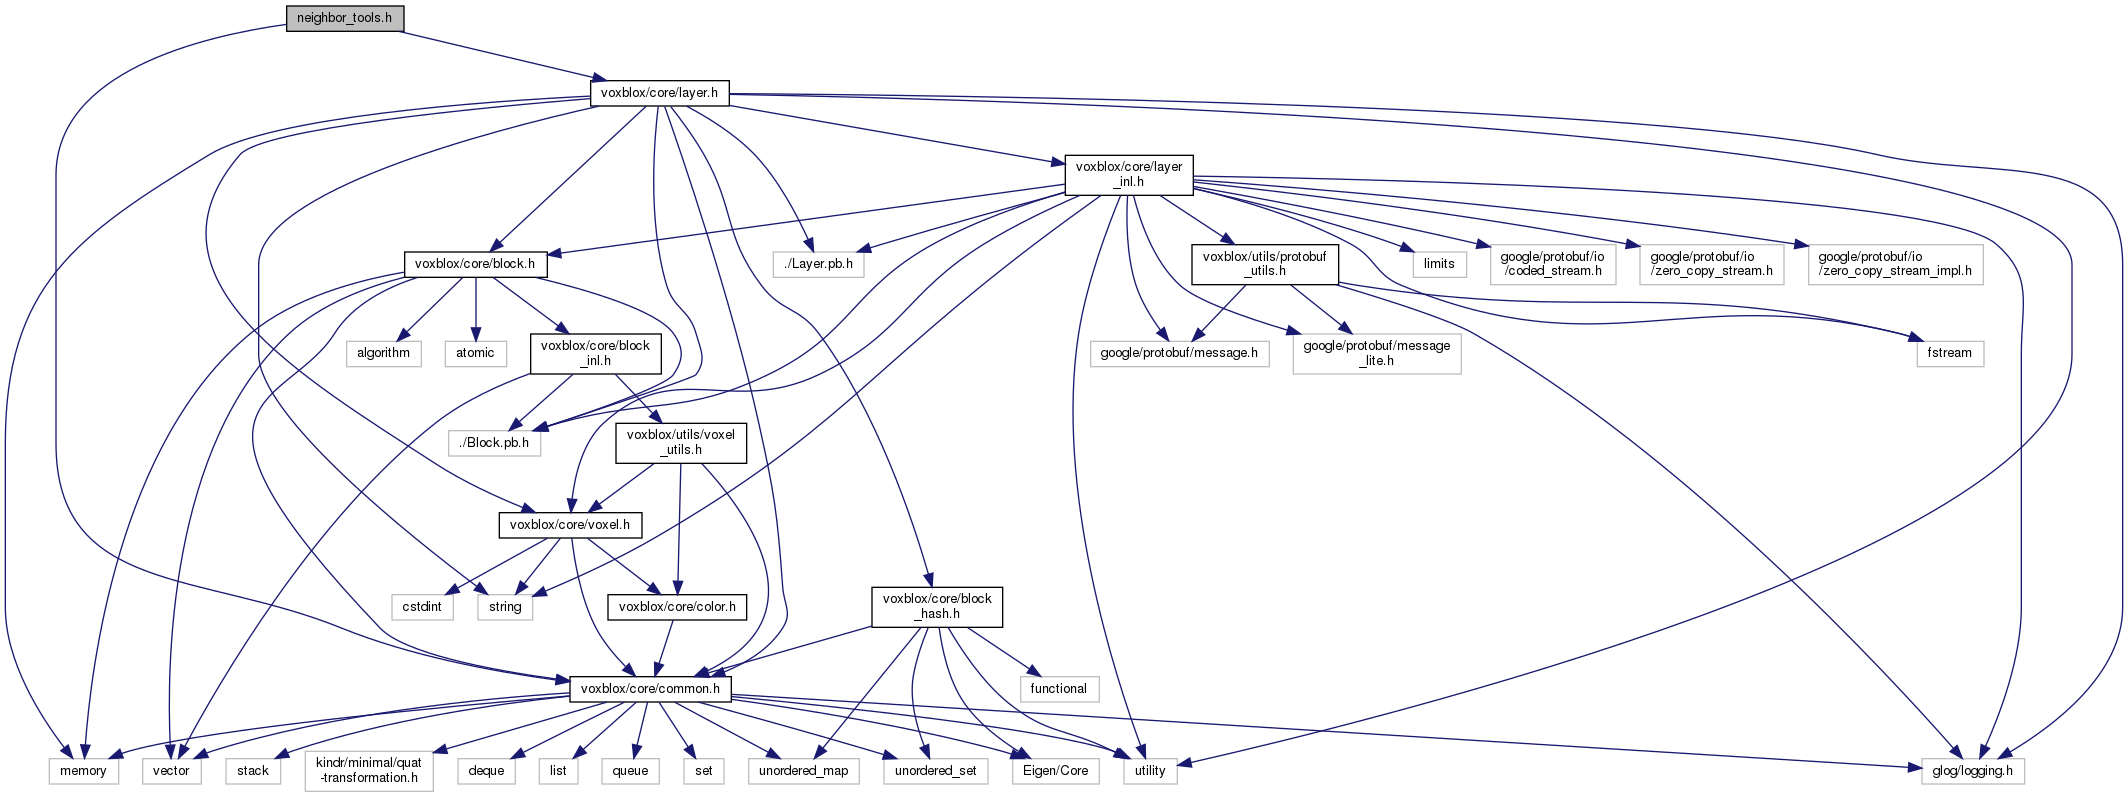 neighbor_tools.h
voxblox/core/layer.h
voxblox/core/layer
_inl.h
voxblox/core/block.h
./Layer.pb.h
voxblox/utils/protobuf
_utils.h
limits
google/protobuf/io
/coded_stream.h
google/protobuf/io
/zero_copy_stream.h
google/protobuf/io
/zero_copy_stream_impl.h
algorithm
atomic
voxblox/core/block
_inl.h
google/protobuf/message.h
google/protobuf/message
_lite.h
fstream
./Block.pb.h
voxblox/utils/voxel
_utils.h
voxblox/core/voxel.h
cstdint
string
voxblox/core/color.h
voxblox/core/block
_hash.h
voxblox/core/common.h
functional
memory
vector
stack
kindr/minimal/quat
-transformation.h
deque
list
queue
set
unordered_map
unordered_set
Eigen/Core
utility
glog/logging.h